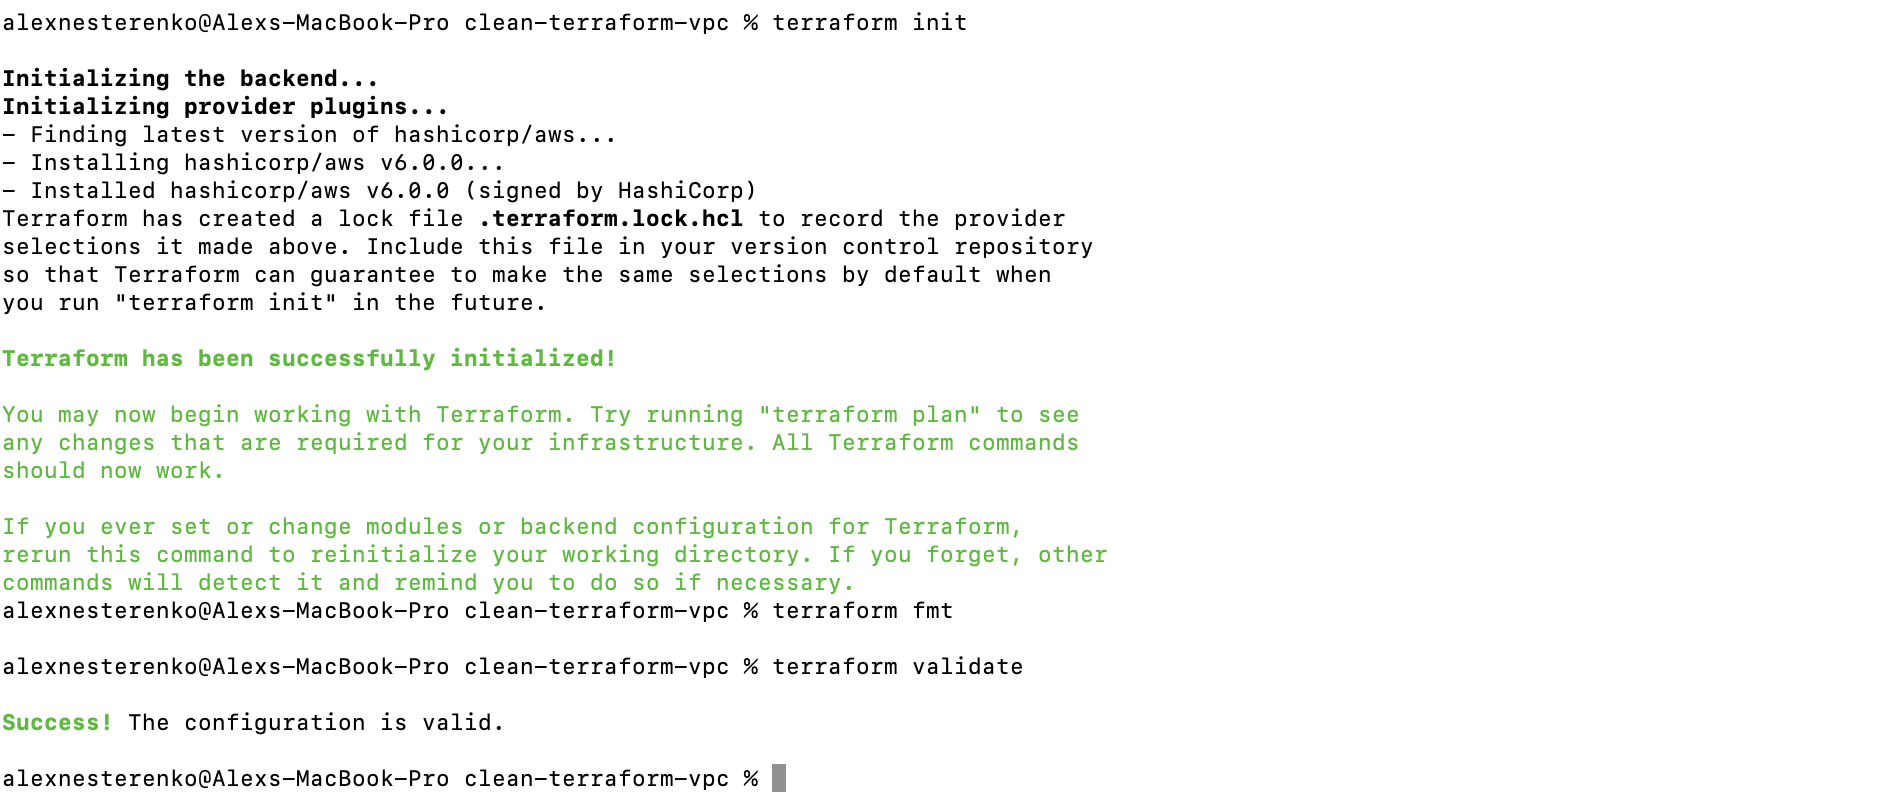 alexnesterenko@Alexs-MacBook-Pro clean-terraform-vpc % terraform init
Initializing the backend...
Initializing provider plugins...
- Finding latest version of hashicorp/aws...
- Installing hashicorp/aws v6.0.0...
- Installed hashicorp/aws v6.0.0 (signed by HashiCorp)
Terraform has created a lock file .terraform.lock.hcl to record the provider
selections it made above. Include this file in your version control repository
so that Terraform can guarantee to make the same selections by default when
you run "terraform init" in the future.
Terraform has been successfully initialized!
You may now begin working with Terraform. Try running "terraform plan" to see
any changes that are required for your infrastructure. All Terraform commands
should now work.
If you ever set or change modules or backend configuration for Terraform,
rerun this command to reinitialize your working directory. If you forget, other
commands will detect it and remind you to do so if necessary.
alexnesterenko@Alexs-MacBook-Pro clean-terraform-vpc % terraform fmt
alexnesterenko@Alexs-MacBook-Pro clean-terraform-vpc % terraform validate
Success! The configuration is valid.
alexnesterenko@Alexs-MacBook-Pro clean-terraform-vpc %